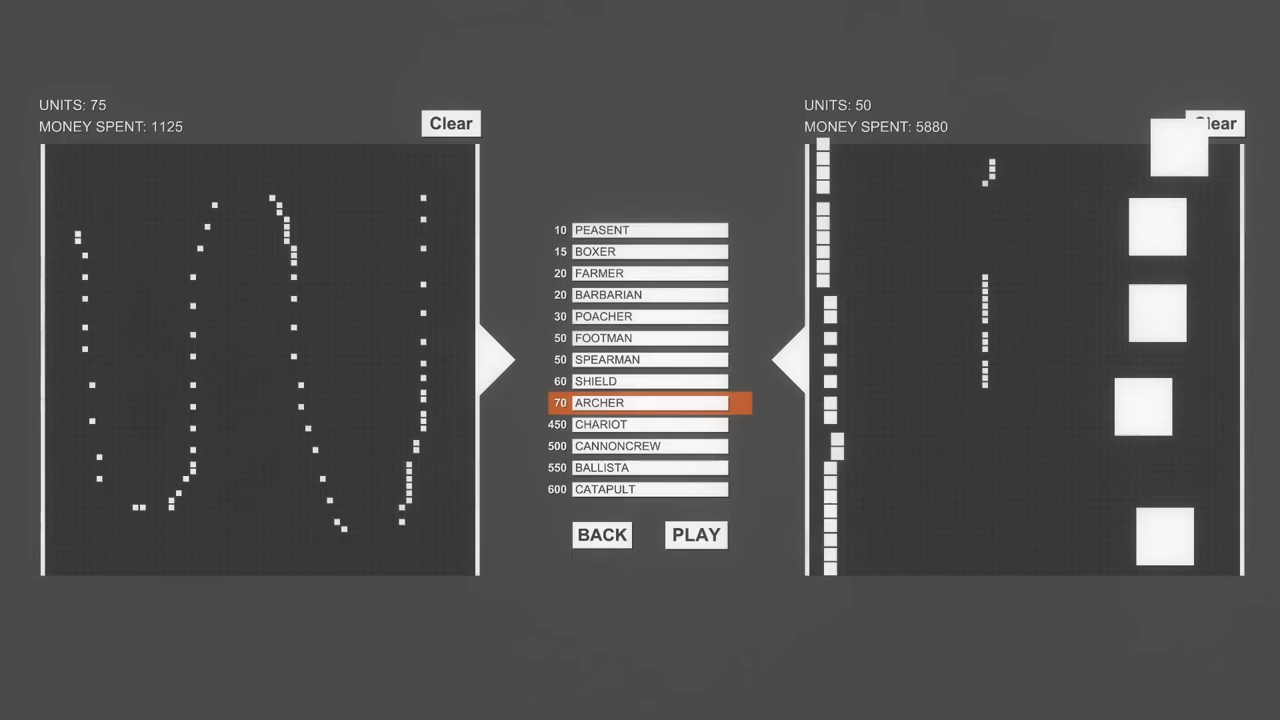 UNITS: 75
MONEY SPENT: 1125
Clear
UNITS: 50
MONEY SPENT: 5880
Clear
10 PEASENT
15 BOXER
20 FARMER
20 BARBARIAN
30 POACHER
50 FOOTMAN
50 SPEARMAN
60 SHIELD
70 ARCHER
450 CHARIOT
500 CANNONCREW
550 BALLISTA
600 CATAPULT
BACK
PLAY